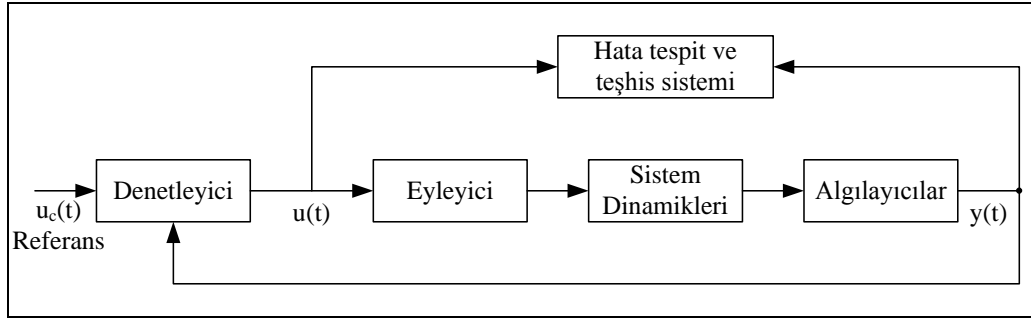 Hata tespit ve
teşhis sistemi
Denetleyici
Eyleyici
Sistem
Dinamikleri
Algılayıcılar
u_c(t)
Referans
u(t)
y(t)